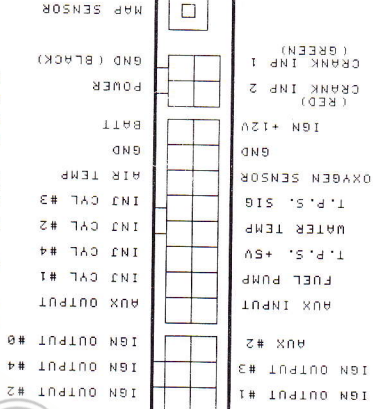 IGN OUTPUT #1
IGN OUTPUT #3
AUX #2
AUX INPUT
FUEL PUMP
T.P.S. +5V
WATER TEMP
T.P.S. SIG
OXYGEN SENSOR
GND
IGN +12V
(RED)
CRANK INP 2
CRANK INP 1
(GREEN)
IGN OUTPUT #2
IGN OUTPUT #4
IGN OUTPUT #0
AUX OUTPUT
INJ CYL #1
INJ CYL #4
INJ CYL #2
INJ CYL #3
AIR TEMP
GND
BATT
POWER
GND (BLACK)
MAP SENSOR